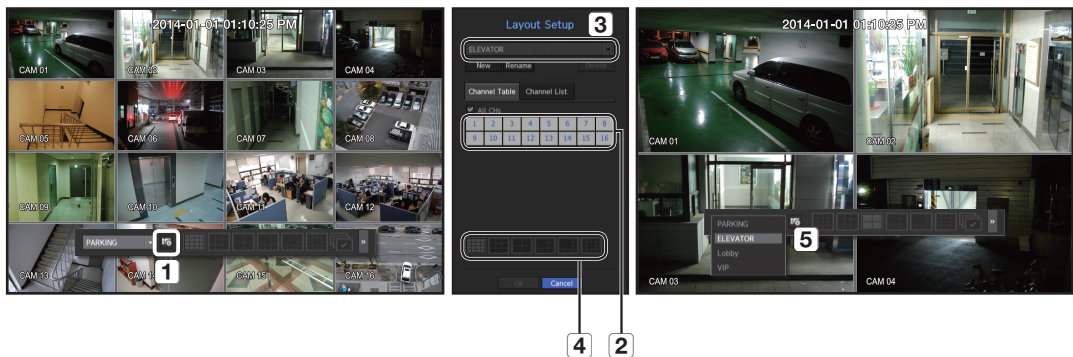 2014-01-01 01:10:25 PM
CAM 01
CAM 02
CAM 03
CAM 04
CAM 05
CAM 06
CAM 07
CAM 08
CAM 09
CAM 10
CAM 11
CAM 12
PARKING
1
CAM 13
CAM 15
CAM 16
Layout Setup
3
ELEVATOR
New Rename Delete
Channel Table Channel List
All CHs
1 2 3 4 5 6 7 8
9 10 11 12 13 14 15 16
OK Cancel
4 2
2014-01-01 01:10:25 PM
CAM 01
CAM 02
PARKING
ELEVATOR
Lobby
VIP
5
CAM 03
CAM 04